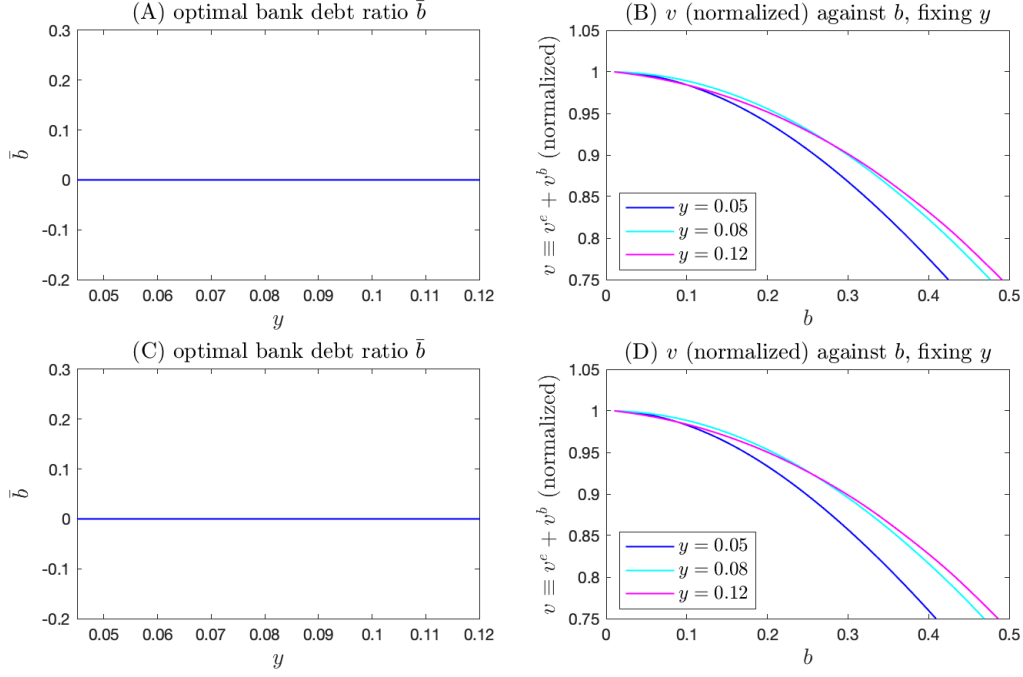 (A) optimal bank debt ratio b̄
0.3
0.2
0.1
0
-0.1
-0.2
b̄
0.05 0.06 0.07 0.08 0.09 0.1 0.11 0.12
y
(B) v (normalized) against b, fixing y
1.05
1
0.95
0.9
0.85
0.8
0.75
v ≡ vᵉ + vᵇ (normalized)
y = 0.05
y = 0.08
y = 0.12
0 0.1 0.2 0.3 0.4 0.5
b
(C) optimal bank debt ratio b̄
0.3
0.2
0.1
0
-0.1
-0.2
b̄
0.05 0.06 0.07 0.08 0.09 0.1 0.11 0.12
y
(D) v (normalized) against b, fixing y
1.05
1
0.95
0.9
0.85
0.8
0.75
v ≡ vᵉ + vᵇ (normalized)
y = 0.05
y = 0.08
y = 0.12
0 0.1 0.2 0.3 0.4 0.5
b